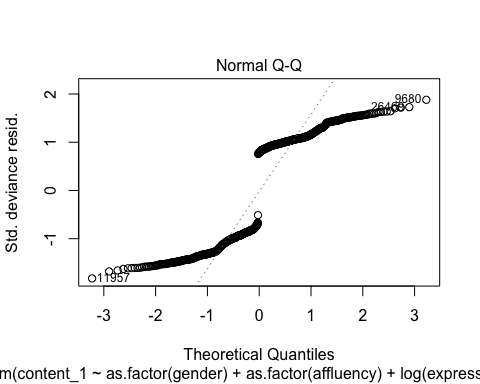 Normal Q-Q
Std. deviance resid.
2
1
0
-1
9680
11957
-3 -2 -1 0 1 2 3
Theoretical Quantiles
m(content_1 ~ as.factor(gender) + as.factor(affluency) + log(express